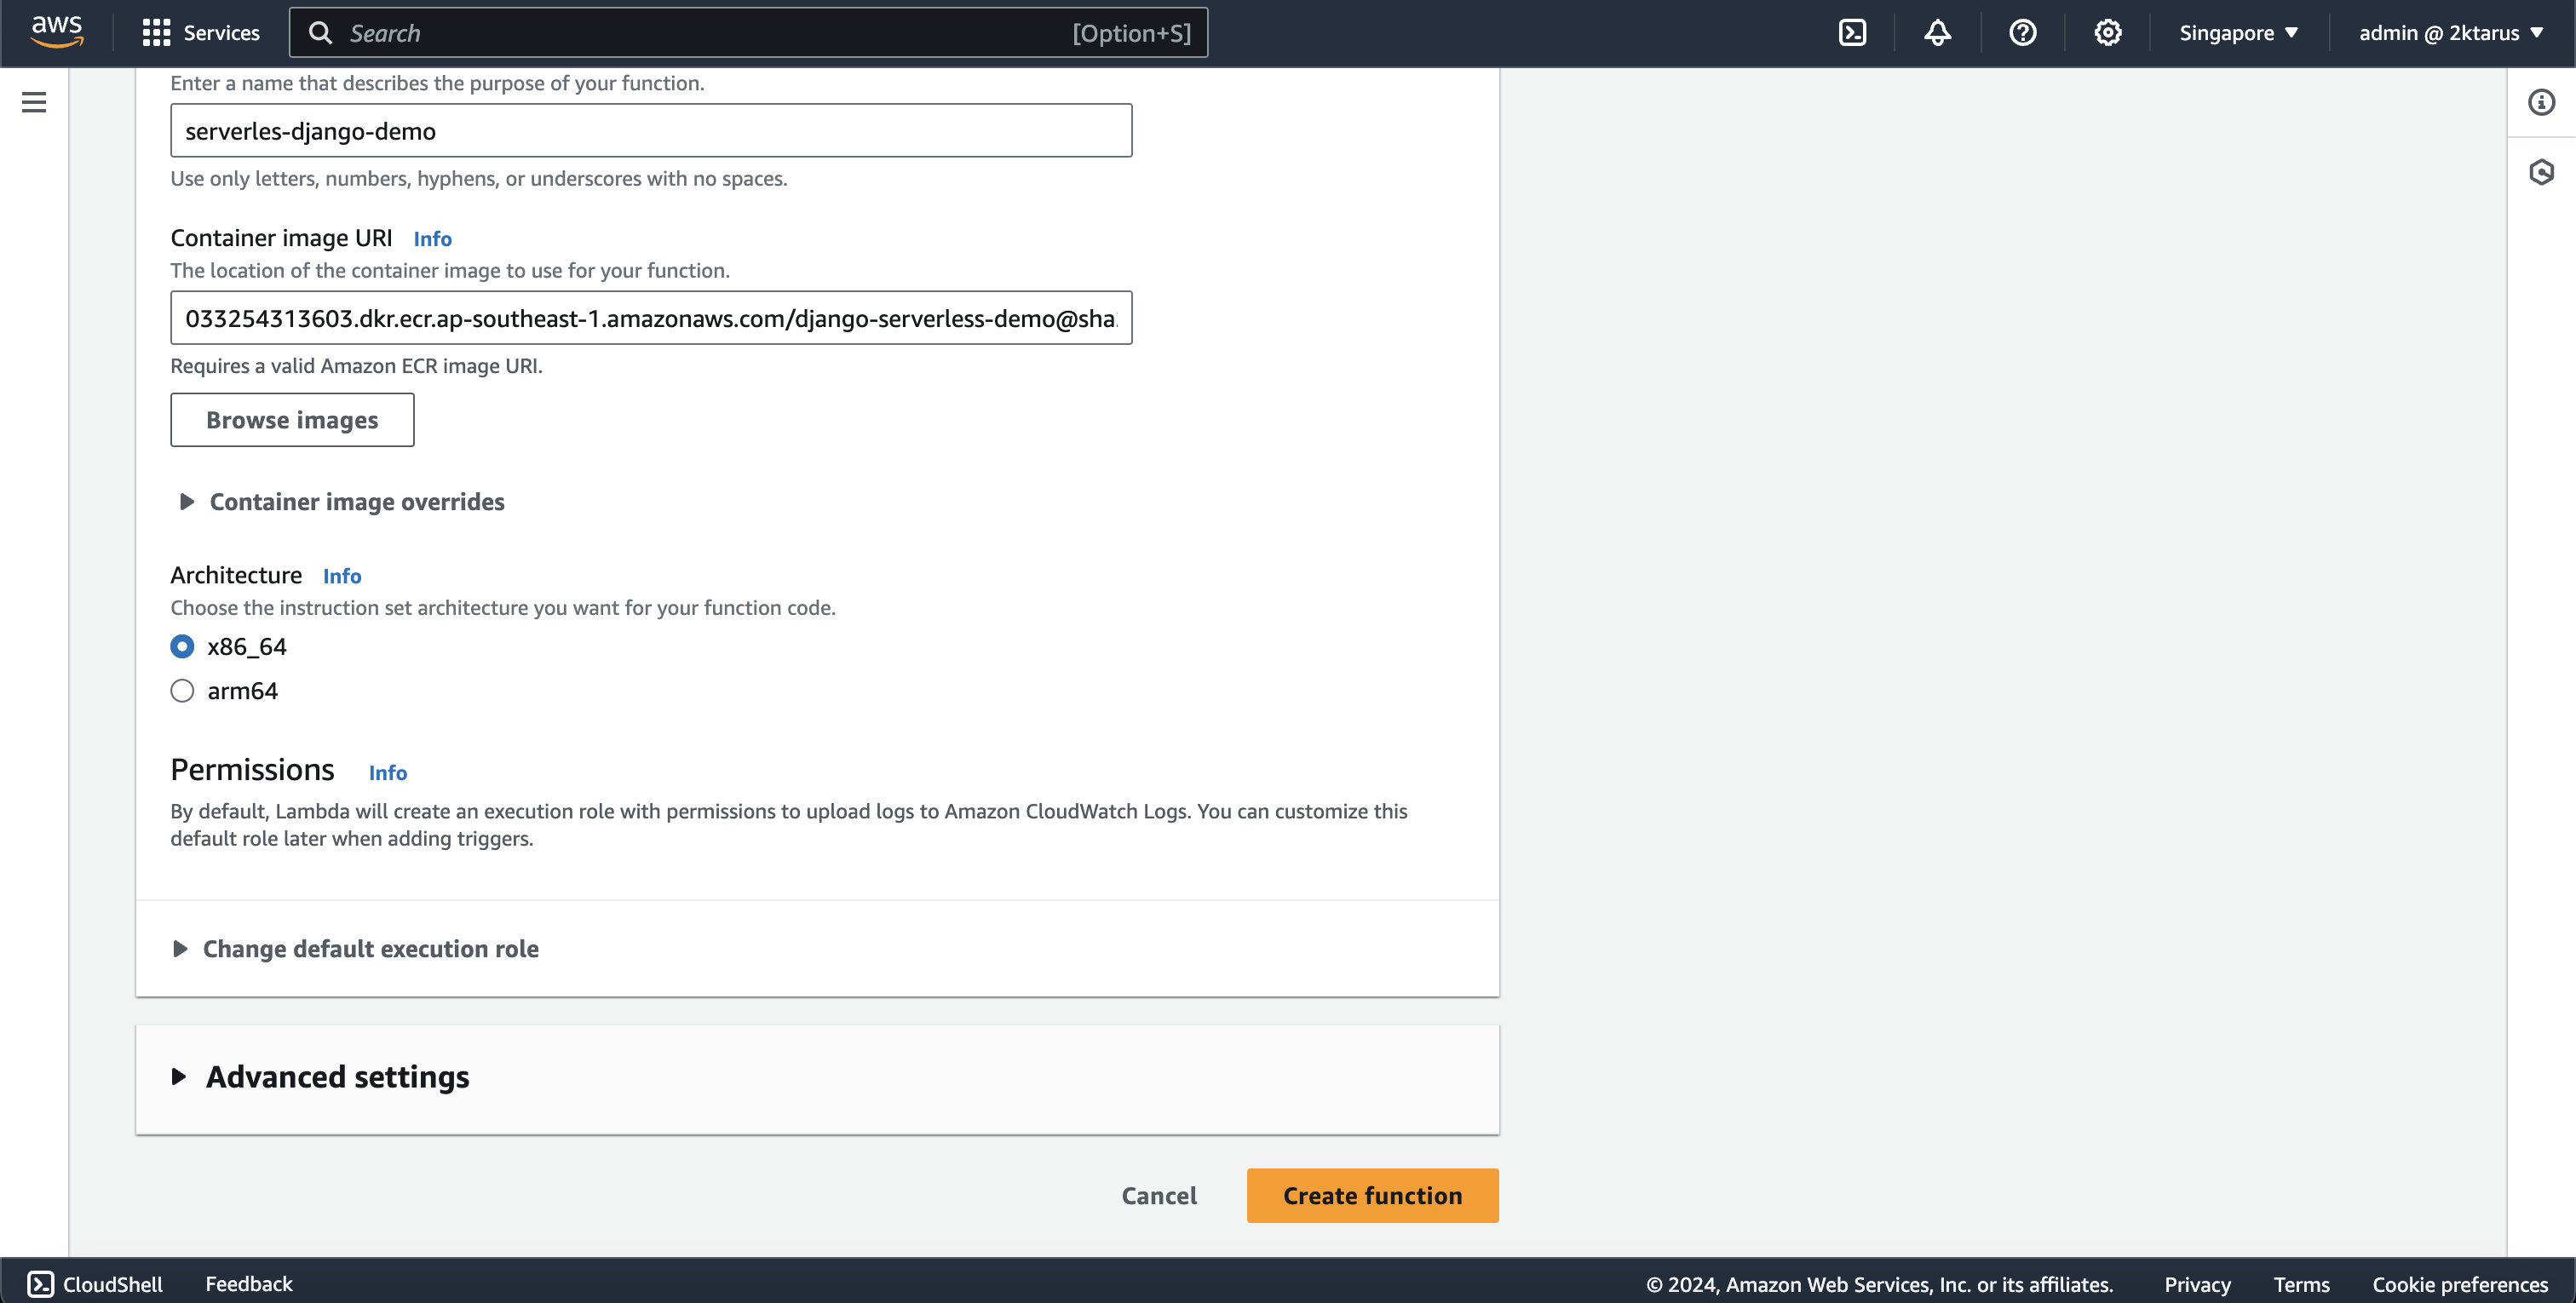 aws
Services
Search
[Option+S]
Singapore
admin @ 2ktarus
Enter a name that describes the purpose of your function.
serverles-django-demo
Use only letters, numbers, hyphens, or underscores with no spaces.
Container image URI Info
The location of the container image to use for your function.
033254313603.dkr.ecr.ap-southeast-1.amazonaws.com/django-serverless-demo@sha
Requires a valid Amazon ECR image URI.
Browse images
Container image overrides
Architecture Info
Choose the instruction set architecture you want for your function code.
x86_64
arm64
Permissions Info
By default, Lambda will create an execution role with permissions to upload logs to Amazon CloudWatch Logs. You can customize this
default role later when adding triggers.
Change default execution role
Advanced settings
Cancel
Create function
CloudShell
Feedback
© 2024, Amazon Web Services, Inc. or its affiliates.
Privacy
Terms
Cookie preferences